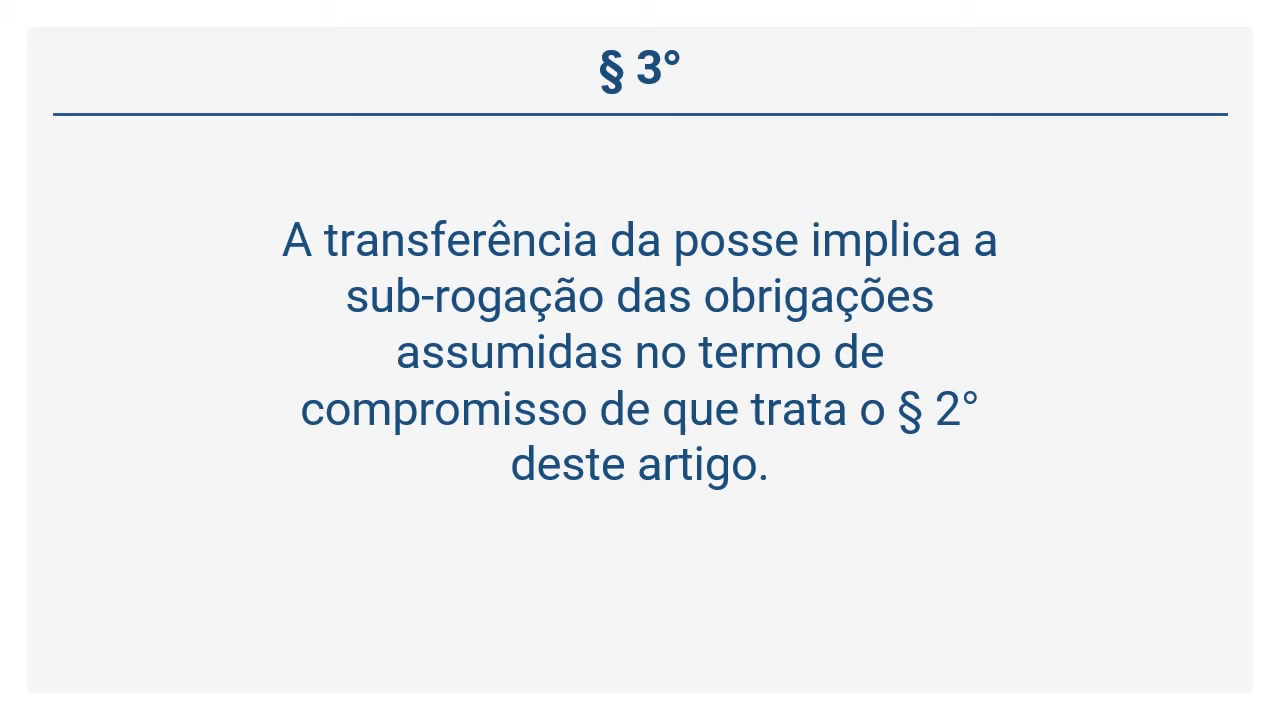 § 3°
A transferência da posse implica a
sub-rogação das obrigações
assumidas no termo de
compromisso de que trata o § 2°
deste artigo.